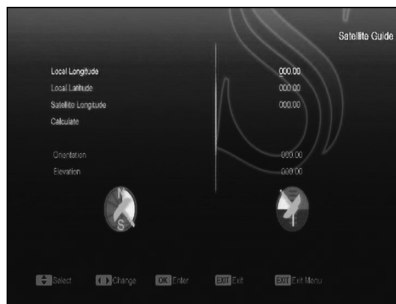 Satellite Guide
Local Longitude 000.00
Local Latitude 000.00
Satellite Longitude 000.00
Calculate
Orientation 000.00
Elevation 000.00
N
S
Select Change OK Enter EXIT Exit EXIT Exit Menu